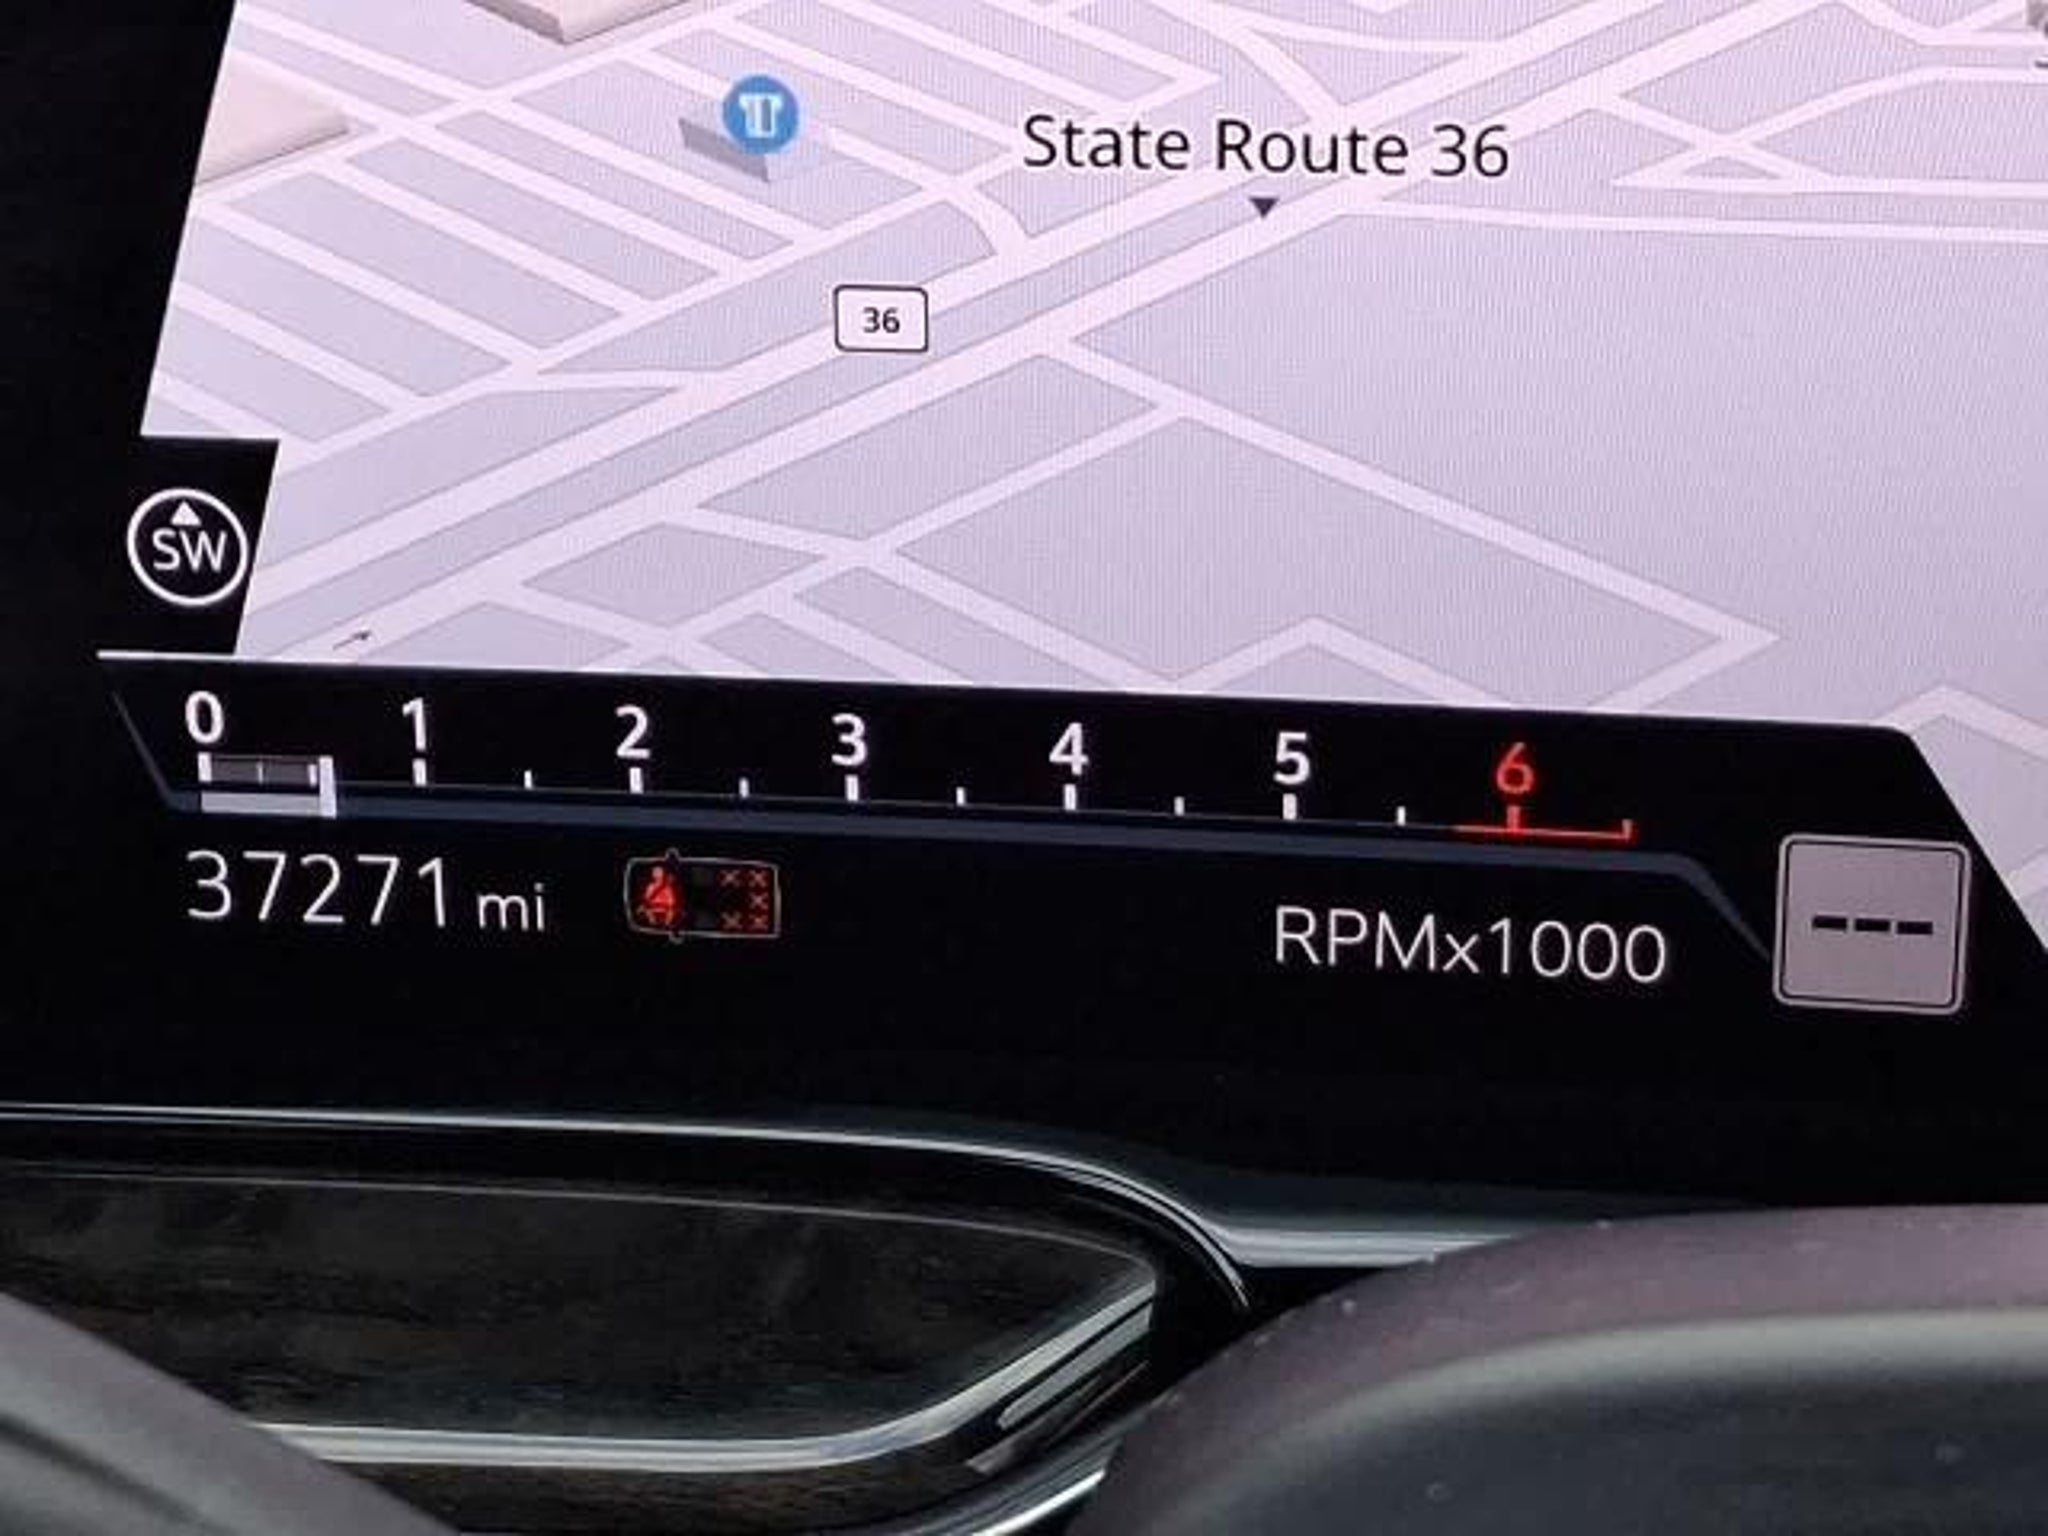 State Route 36
36
SW
0 1 2 3 4 5 6
37271 mi
RPMx1000
---